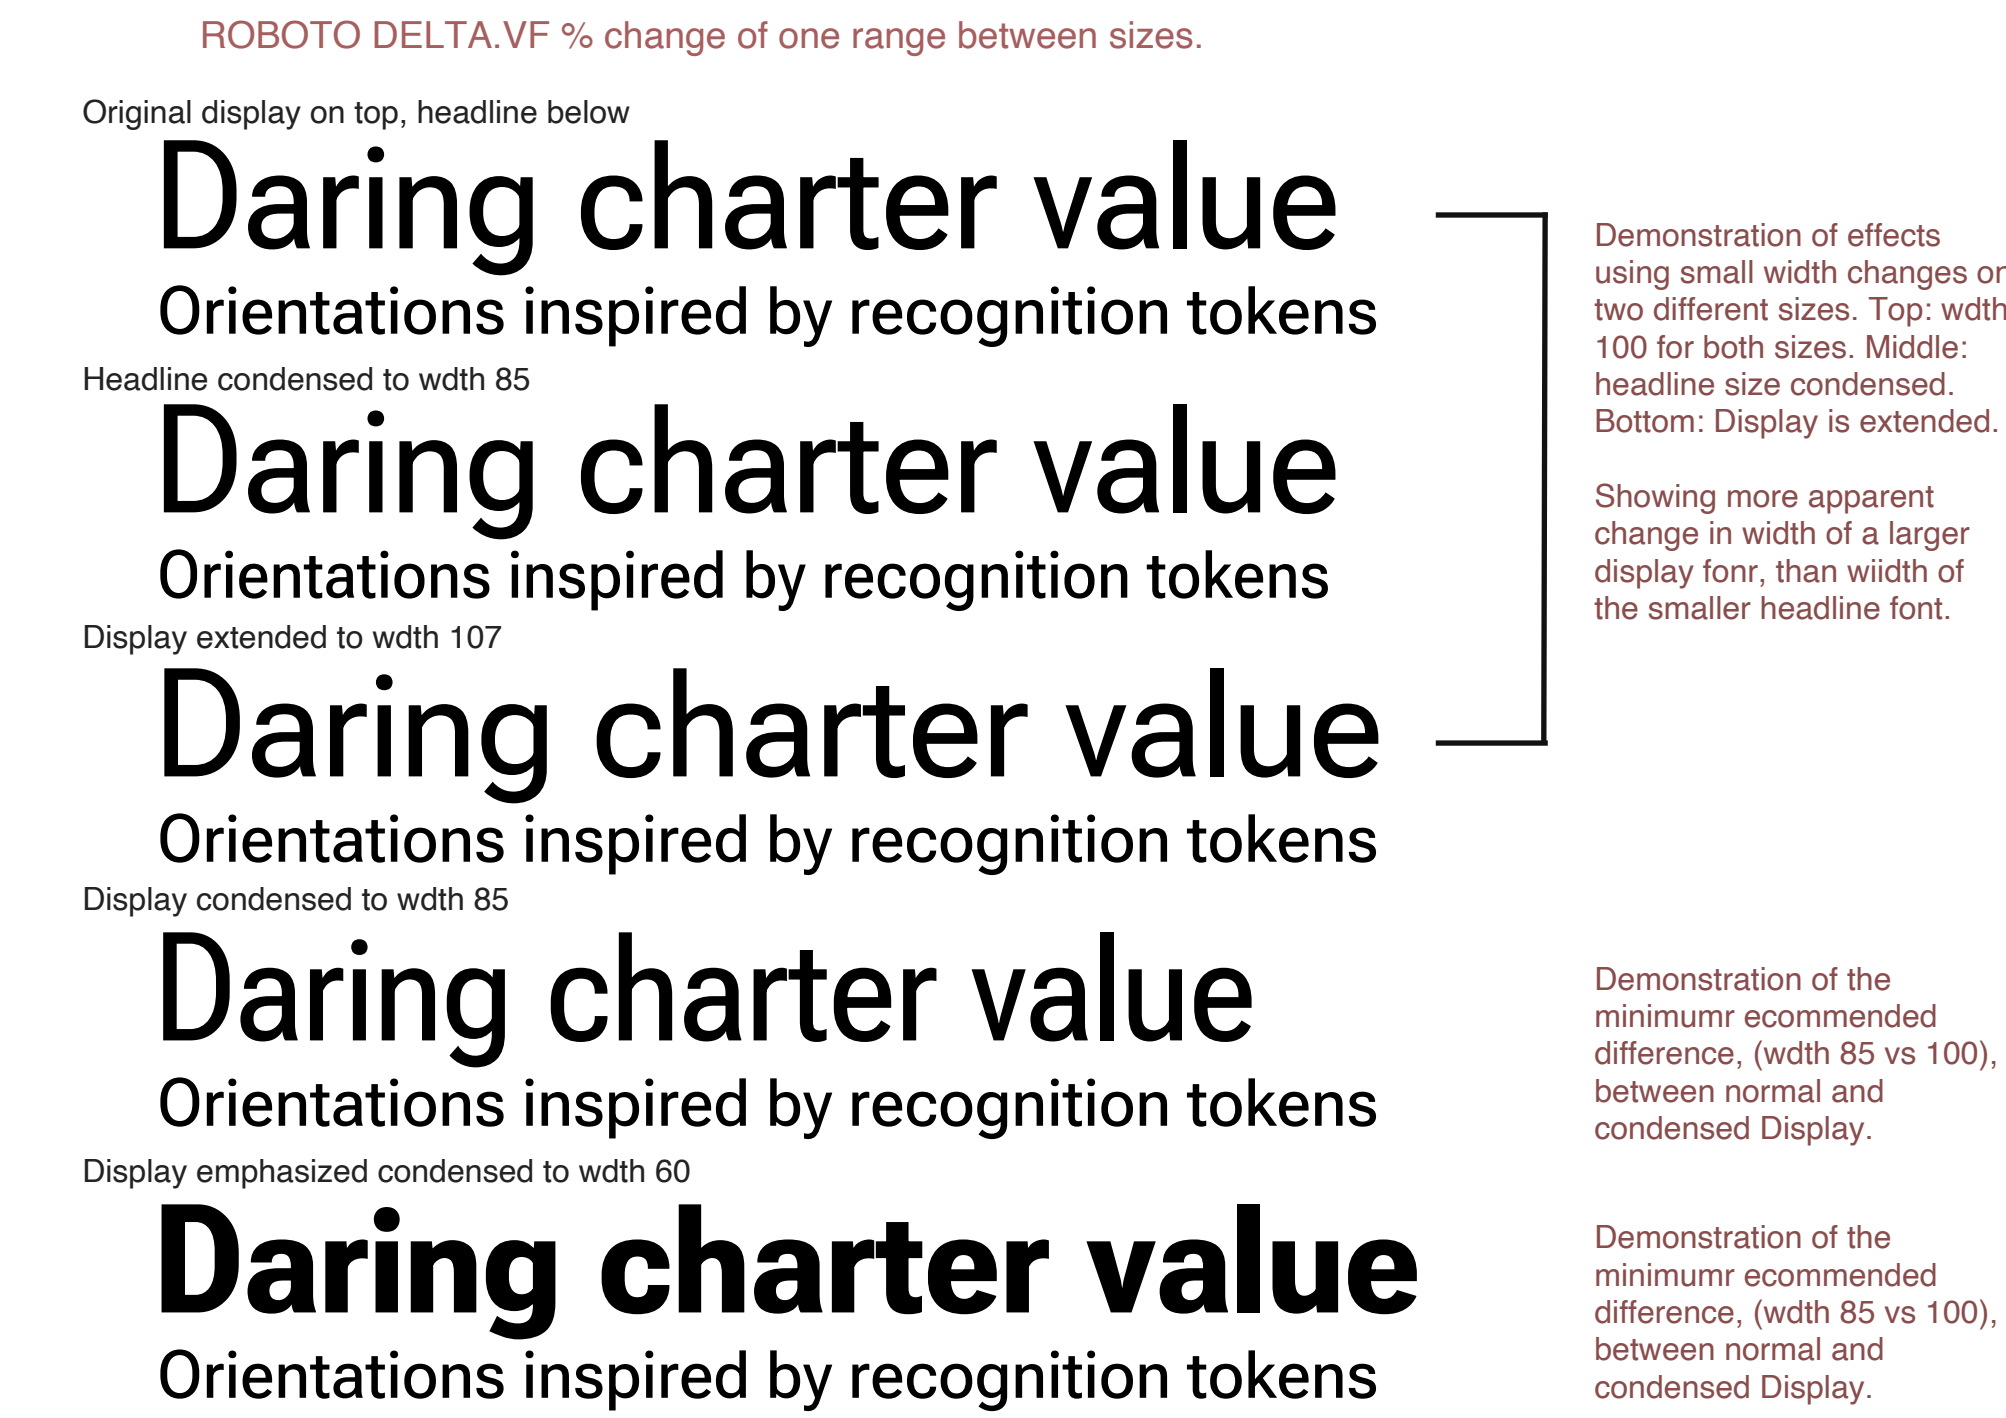 ROBOTO DELTA.VF % change of one range between sizes.
Original display on top, headline below
Daring charter value
Orientations inspired by recognition tokens
Headline condensed to wdth 85
Daring charter value
Orientations inspired by recognition tokens
Display extended to wdth 107
Daring charter value
Orientations inspired by recognition tokens
Display condensed to wdth 85
Daring charter value
Orientations inspired by recognition tokens
Display emphasized condensed to wdth 60
Daring charter value
Orientations inspired by recognition tokens
Demonstration of effects
using small width changes on
two different sizes. Top: wdth
100 for both sizes. Middle:
headline size condensed.
Bottom: Display is extended.
Showing more apparent
change in width of a larger
display fonr, than wiidth of
the smaller headline font.
Demonstration of the
minimumr ecommended
difference, (wdth 85 vs 100),
between normal and
condensed Display.
Demonstration of the
minimumr ecommended
difference, (wdth 85 vs 100),
between normal and
condensed Display.